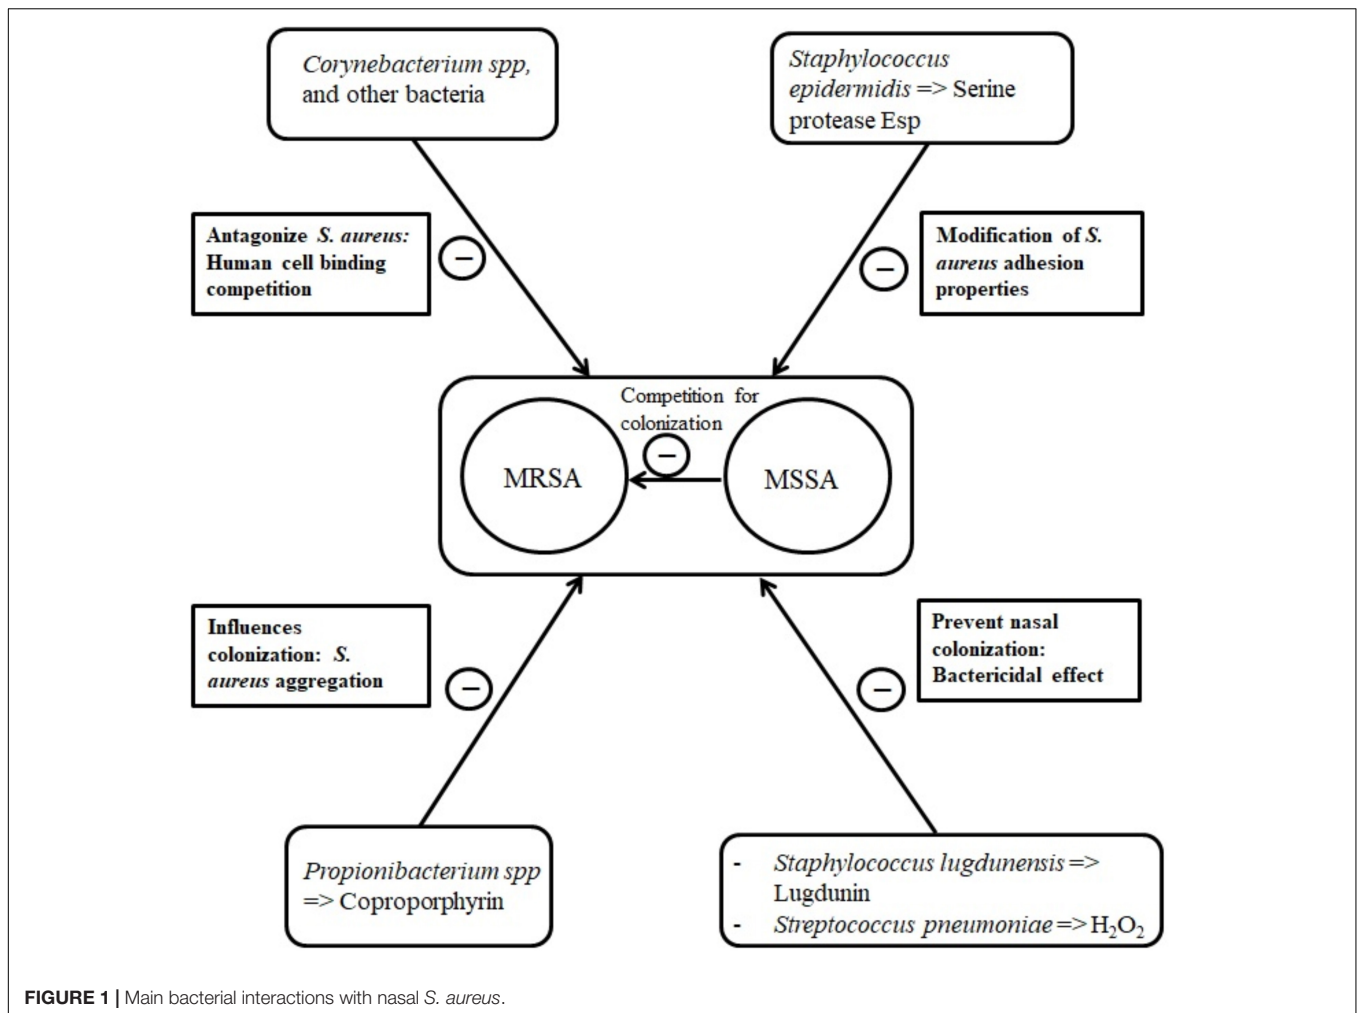 Corynebacterium spp,
and other bacteria
Staphylococcus
epidermidis => Serine
protease Esp
Antagonize S. aureus:
Human cell binding
competition
−
−
Modification of S.
aureus adhesion
properties
Competition for
colonization
−
MRSA
MSSA
Influences
colonization: S.
aureus aggregation
−
−
Prevent nasal
colonization:
Bactericidal effect
Propionibacterium spp
=> Coproporphyrin
- Staphylococcus lugdunensis =>
Lugdunin
- Streptococcus pneumoniae => H₂O₂
FIGURE 1 | Main bacterial interactions with nasal S. aureus.